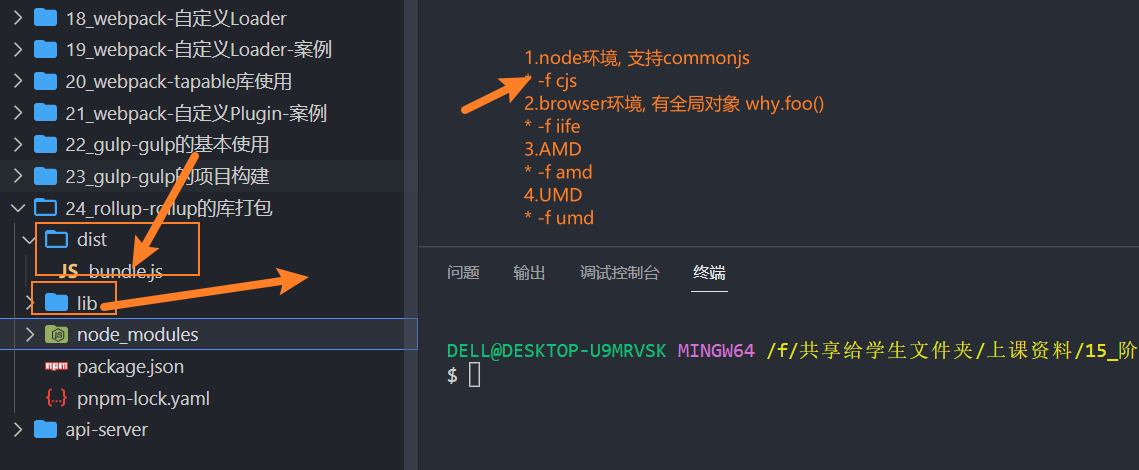 18_webpack-自定义Loader
19_webpack-自定义Loader-案例
20_webpack-tapable库使用
21_webpack-自定义Plugin-案例
22_gulp-gulp的基本使用
23_gulp-gulp的项目构建
24_rollup-rollup的库打包
dist
JS bundle.js
lib
node_modules
package.json
pnpm-lock.yaml
api-server
1.node环境, 支持commonjs
* -f cjs
2.browser环境, 有全局对象 why.foo()
* -f iife
3.AMD
* -f amd
4.UMD
* -f umd
问题 输出 调试控制台 终端
DELL@DESKTOP-U9MRVSK MINGW64 /f/共享给学生文件夹/上课资料/15_阶
$